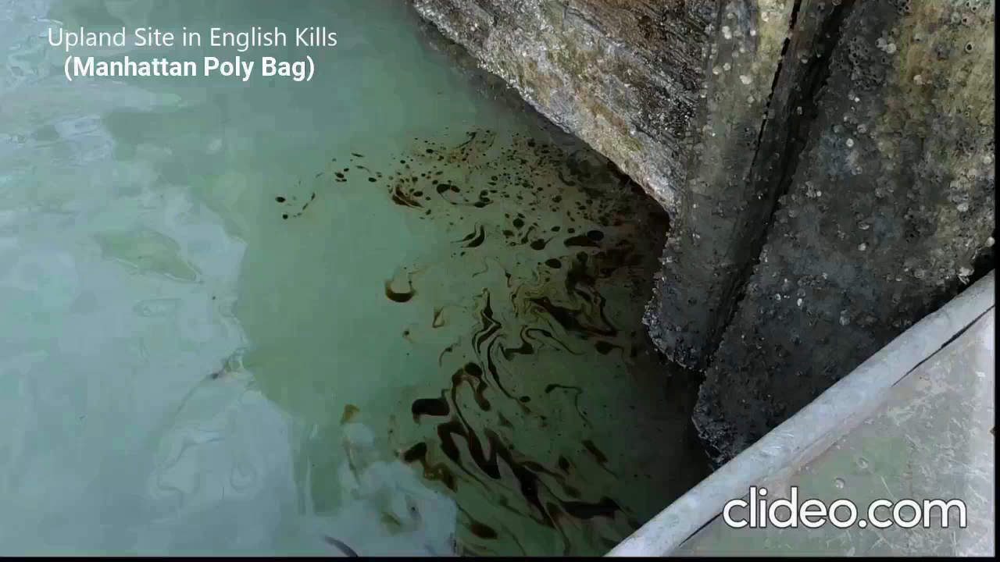 Upland Site in English Kills
(Manhattan Poly Bag)
clideo.com